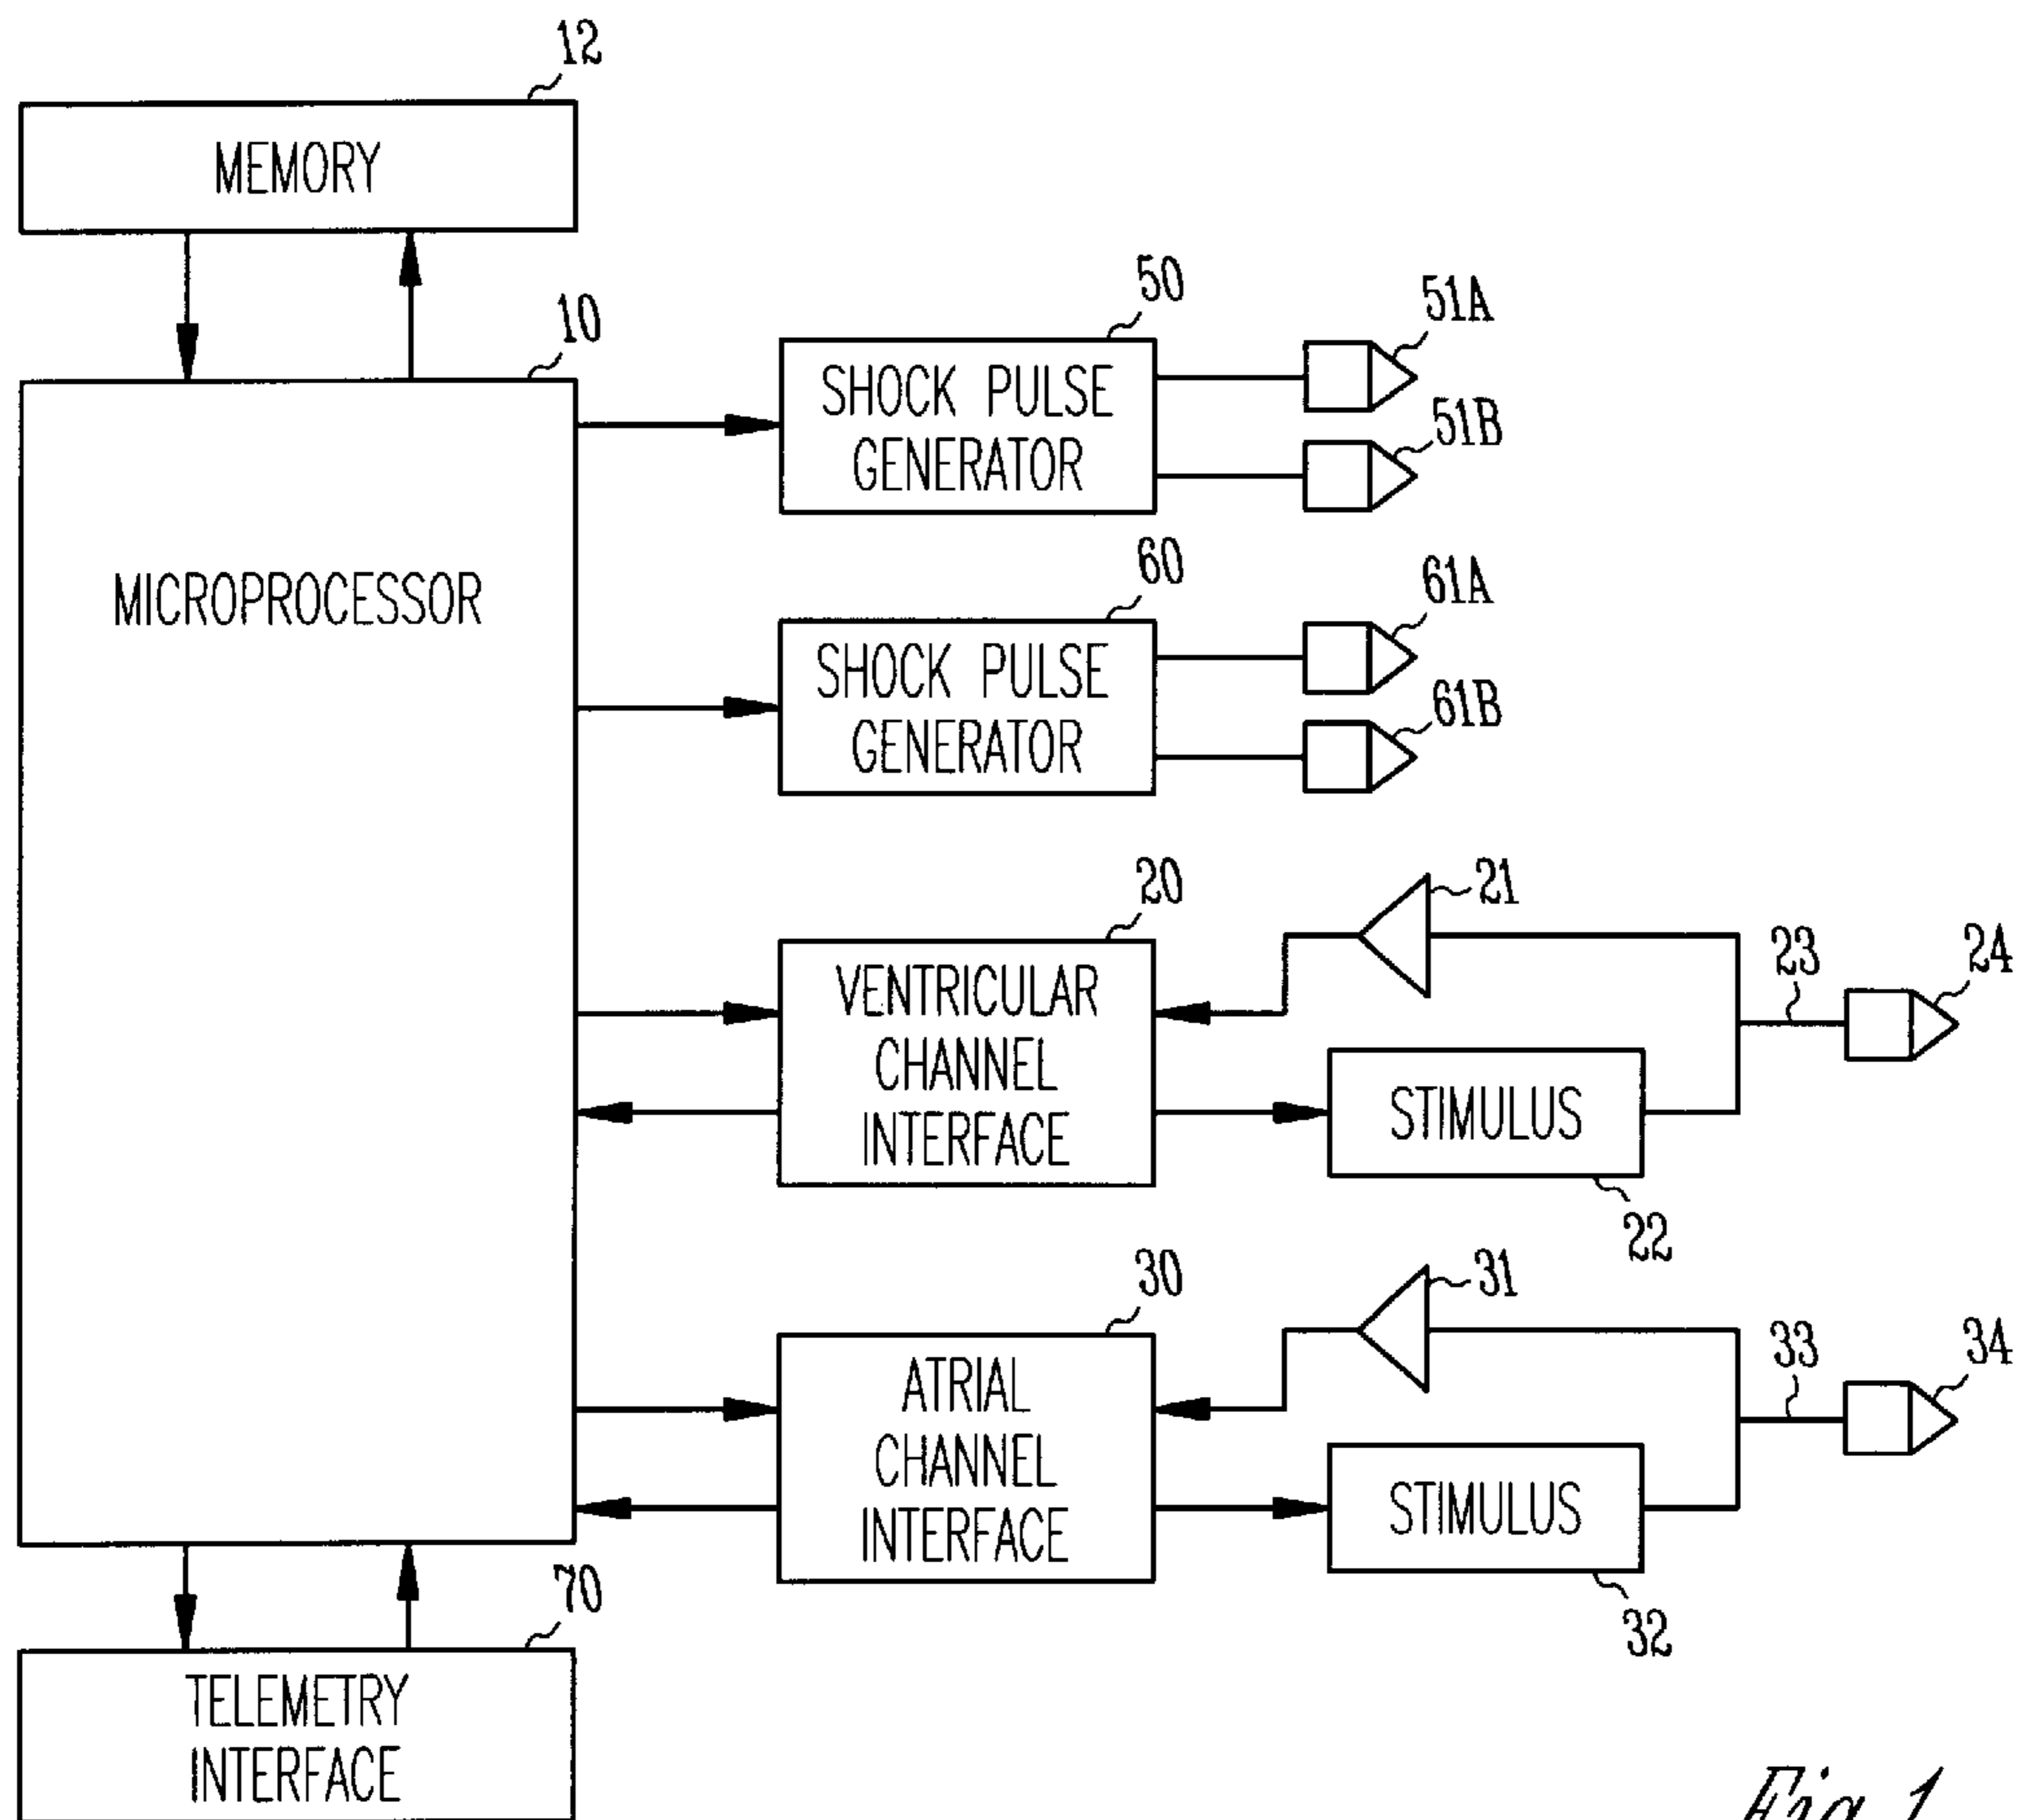 12
MEMORY
10
MICROPROCESSOR
50
SHOCK PULSE
GENERATOR
51A
51B
60
SHOCK PULSE
GENERATOR
61A
61B
20
VENTRICULAR
CHANNEL
INTERFACE
21
23
24
STIMULUS
22
30
ATRIAL
CHANNEL
INTERFACE
31
33
34
STIMULUS
32
70
TELEMETRY
INTERFACE
Fig. 1